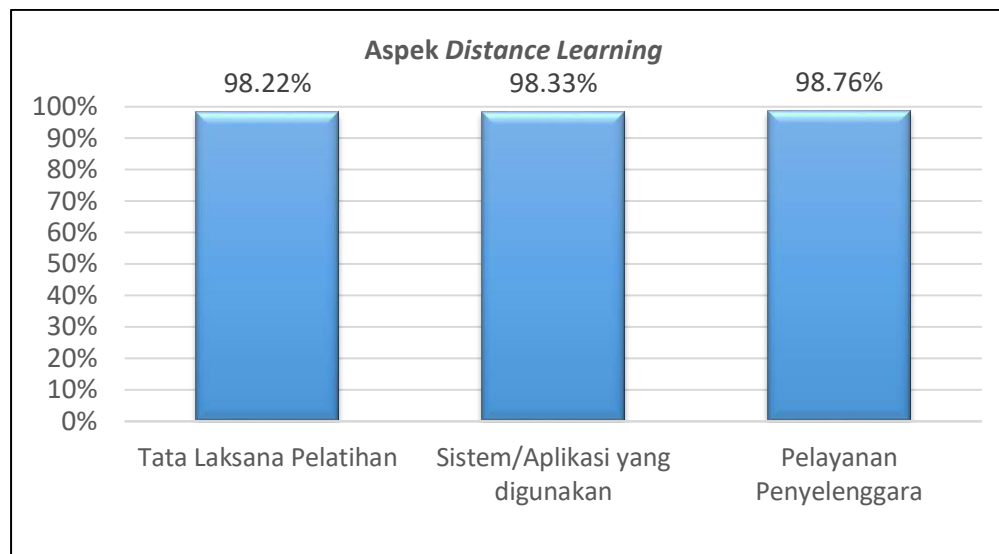 Aspek Distance Learning
98.22% 98.33% 98.76%
100%
90%
80%
70%
60%
50%
40%
30%
20%
10%
0%
Tata Laksana Pelatihan
Sistem/Aplikasi yang
digunakan
Pelayanan
Penyelenggara